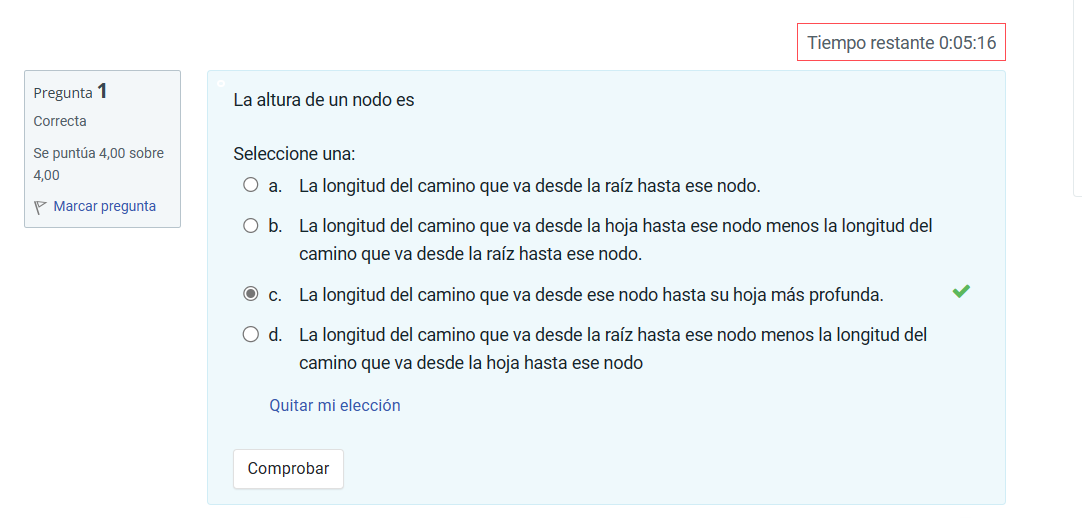 Tiempo restante 0:05:16
Pregunta 1
Correcta
Se puntúa 4,00 sobre
4,00
Marcar pregunta
La altura de un nodo es
Seleccione una:
a. La longitud del camino que va desde la raíz hasta ese nodo.
b. La longitud del camino que va desde la hoja hasta ese nodo menos la longitud del
camino que va desde la raíz hasta ese nodo.
c. La longitud del camino que va desde ese nodo hasta su hoja más profunda.
d. La longitud del camino que va desde la raíz hasta ese nodo menos la longitud del
camino que va desde la hoja hasta ese nodo
Quitar mi elección
Comprobar